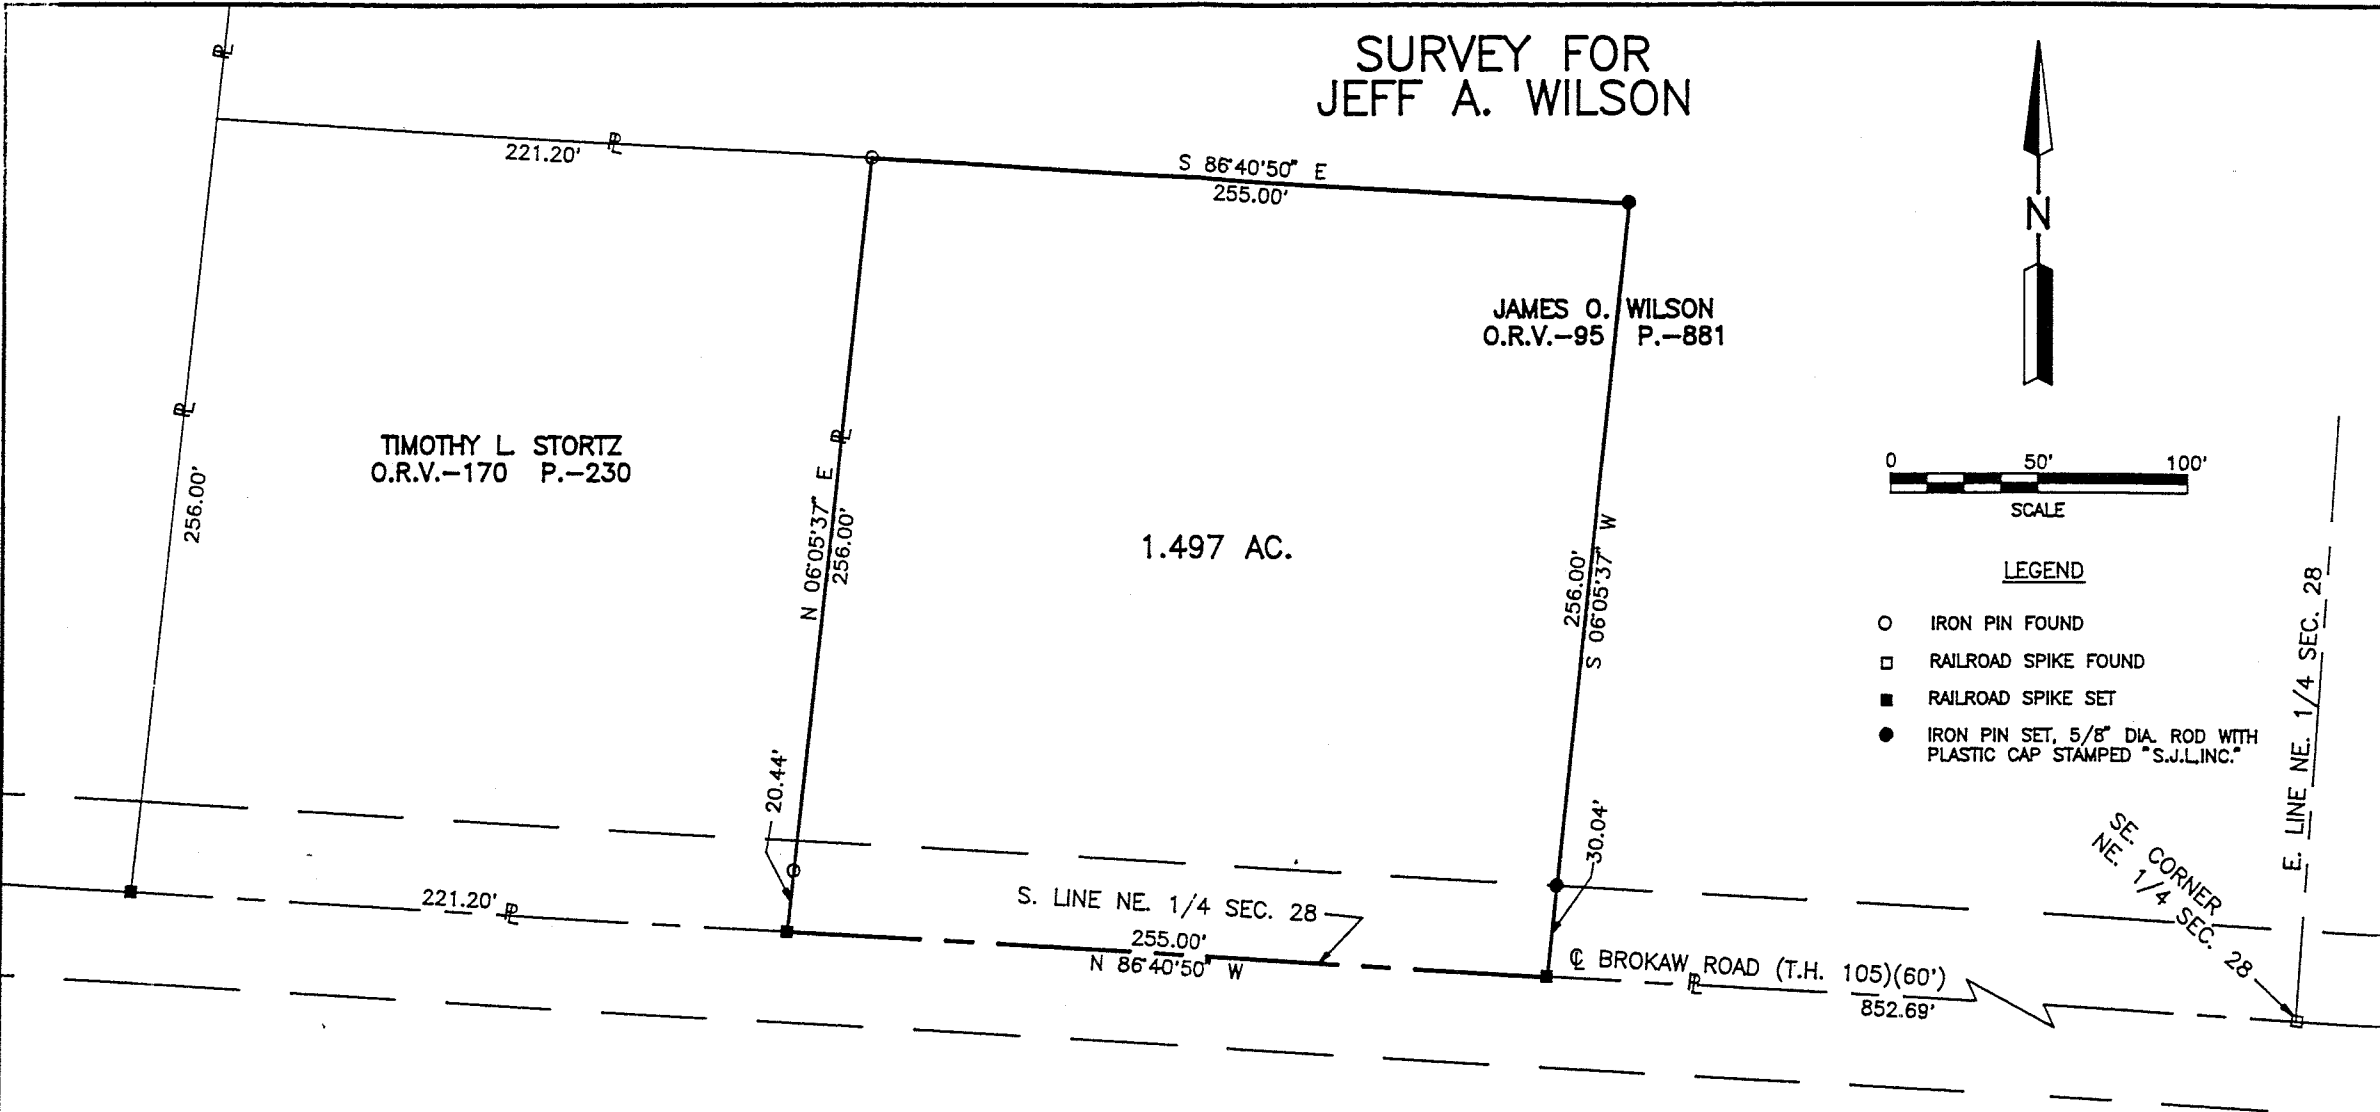 SURVEY FOR
JEFF A. WILSON
221.20'
S 86°40'50" E
255.00'
N
JAMES O. WILSON
O.R.V.-95 P.-881
TIMOTHY L. STORTZ
O.R.V.-170 P.-230
256.00'
N 06°05'37" E
256.00'
1.497 AC.
256.00'
S 06°05'37" W
0 50' 100'
SCALE
LEGEND
IRON PIN FOUND
RAILROAD SPIKE FOUND
RAILROAD SPIKE SET
IRON PIN SET, 5/8" DIA. ROD WITH
PLASTIC CAP STAMPED "S.J.L.INC."
E. LINE NE. 1/4 SEC. 28
20.44'
30.04'
SE. CORNER
NE. 1/4 SEC. 28
221.20'
S. LINE NE. 1/4 SEC. 28
255.00'
N 86°40'50" W
℄ BROKAW ROAD (T.H. 105)(60')
852.69'